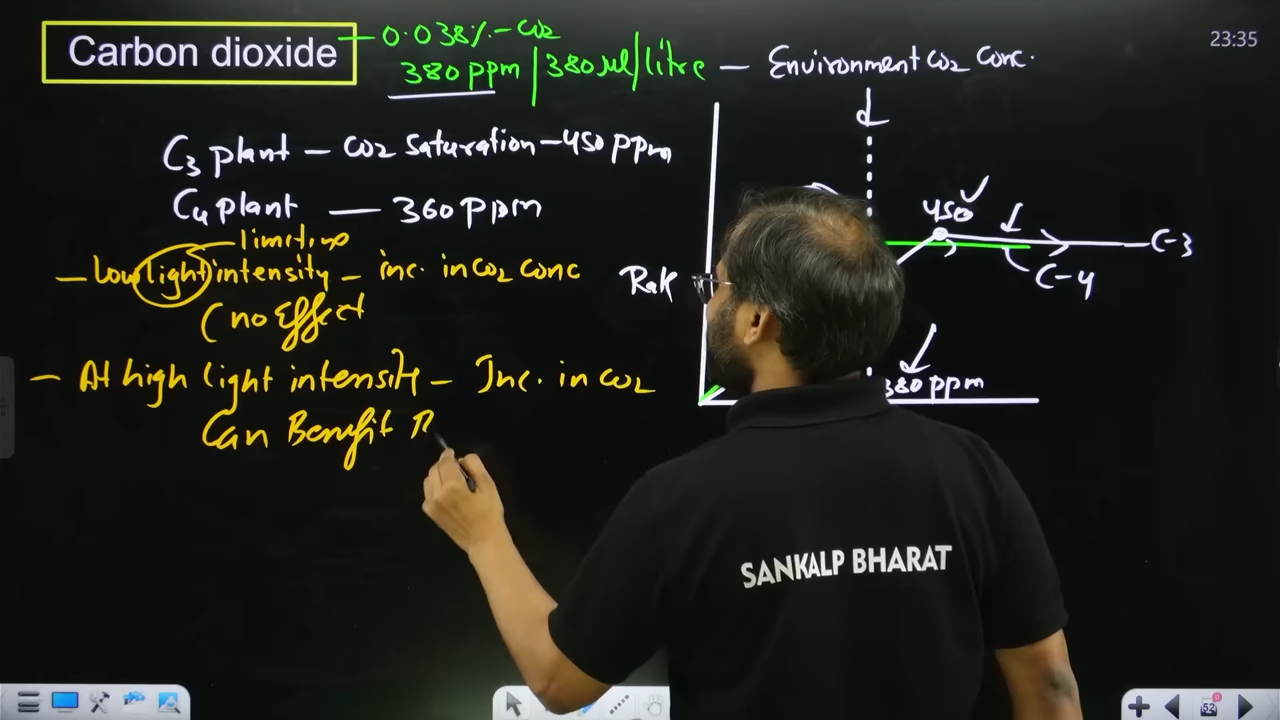 Carbon dioxide
0.038%-CO2
380 ppm | 380 μl/litre — Environment CO2 Conc.
C3 plant — CO2 Saturation-450 ppm
C4 plant — 360 ppm
limiting
— Low light intensity — inc. in CO2 conc
(no Effect
— At high light intensity — Inc. in CO2
Can Benefit
450
C-3
C-4
380 ppm
SANKALP BHARAT
23:35
52